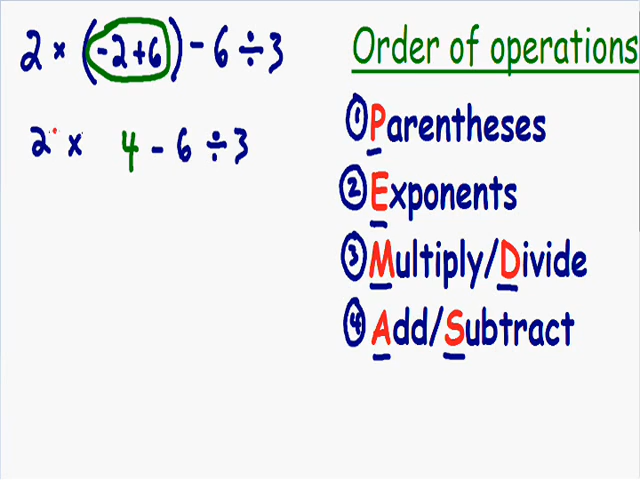 2 × (-2+6) - 6 ÷ 3
2 × 4 - 6 ÷ 3
Order of operations
① Parentheses
② Exponents
③ Multiply/Divide
④ Add/Subtract